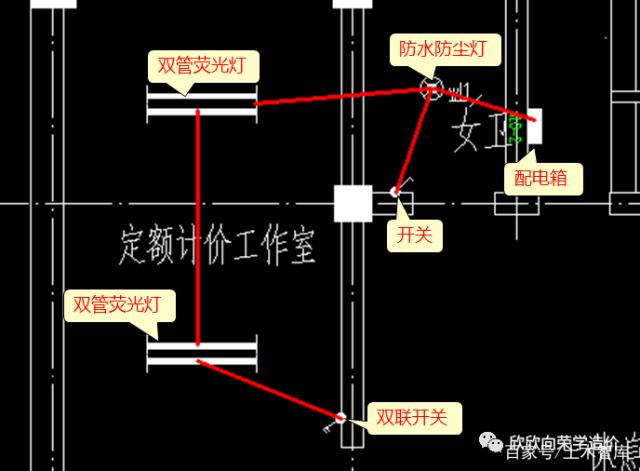 双管荧光灯
防水防尘灯
女卫
配电箱
开关
定额计价工作室
双管荧光灯
双联开关
欣欣向荣学造价
百家号/土木智库